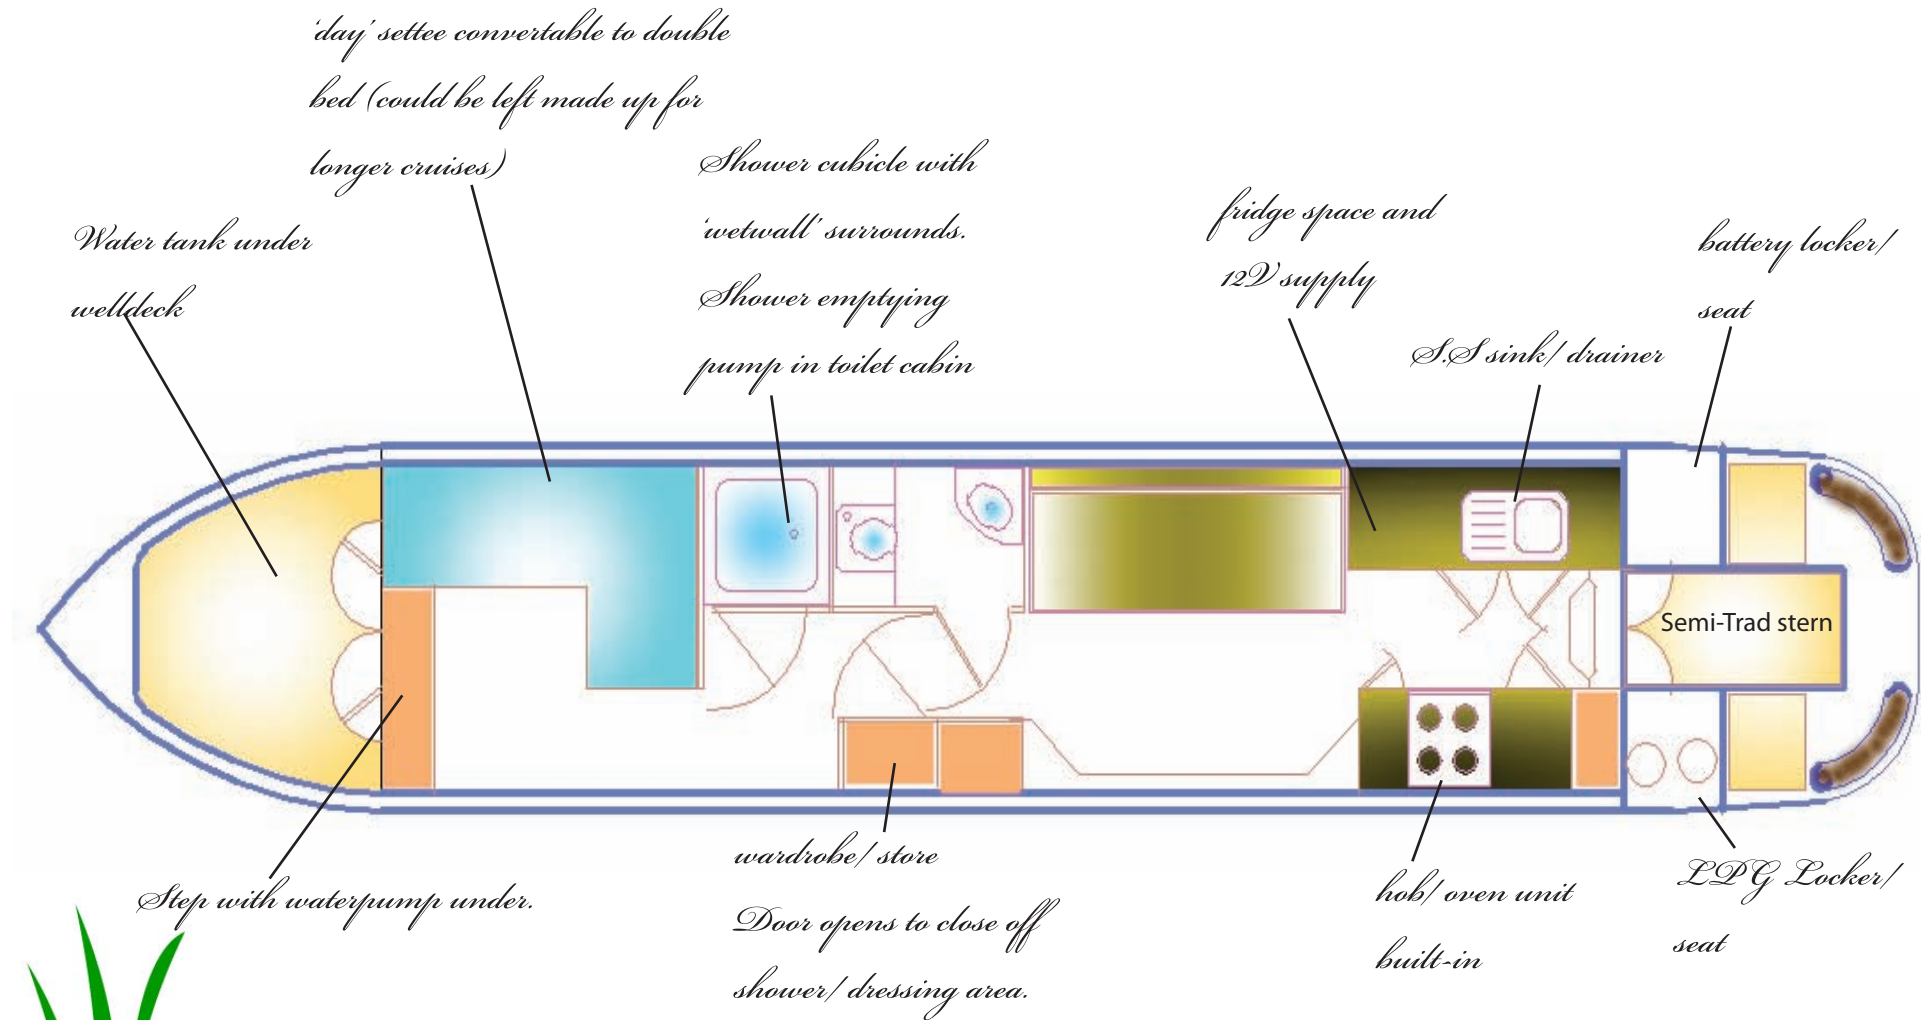 'day' settee convertable to double
bed (could be left made up for
longer cruises)
Water tank under
welldeck
Shower cubicle with
'wetwall' surrounds.
Shower emptying
pump in toilet cabin
fridge space and
12V supply
S.S sink/ drainer
battery locker/
seat
Semi-Trad stern
Step with waterpump under.
wardrobe/ store
Door opens to close off
shower/ dressing area.
hob/ oven unit
built-in
LPG Locker/
seat